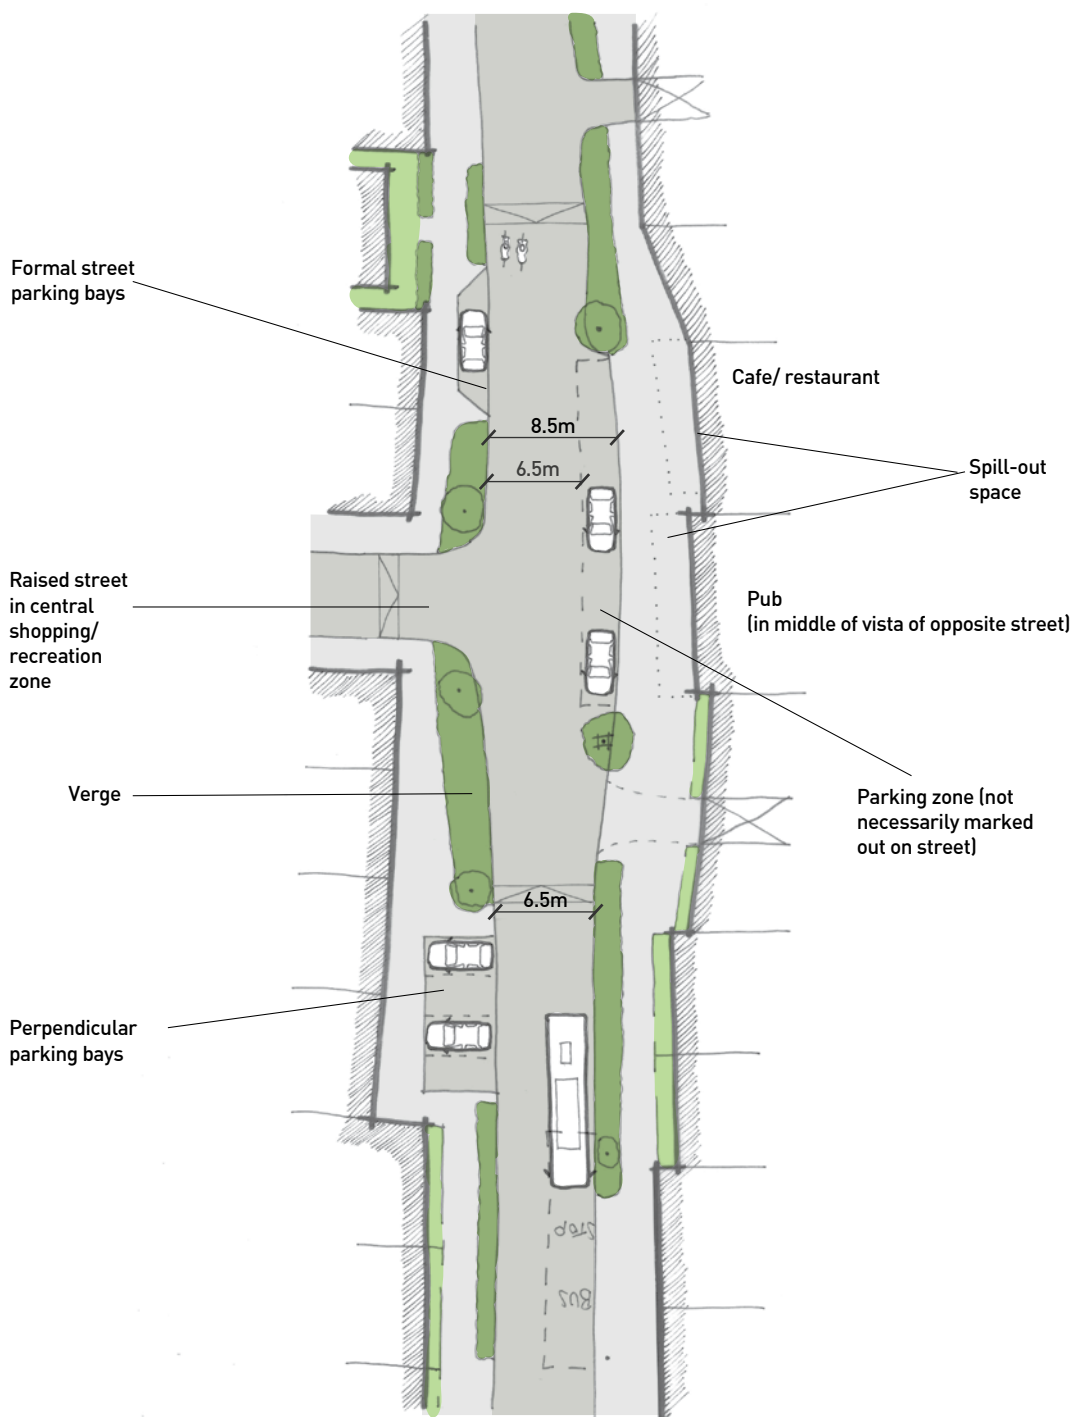 Formal street
parking bays
Cafe/ restaurant
8.5m
6.5m
Spill-out
space
Raised street
in central
shopping/
recreation
zone
Pub
(in middle of vista of opposite street)
Verge
Parking zone (not
necessarily marked
out on street)
6.5m
Perpendicular
parking bays
STOP
BUS